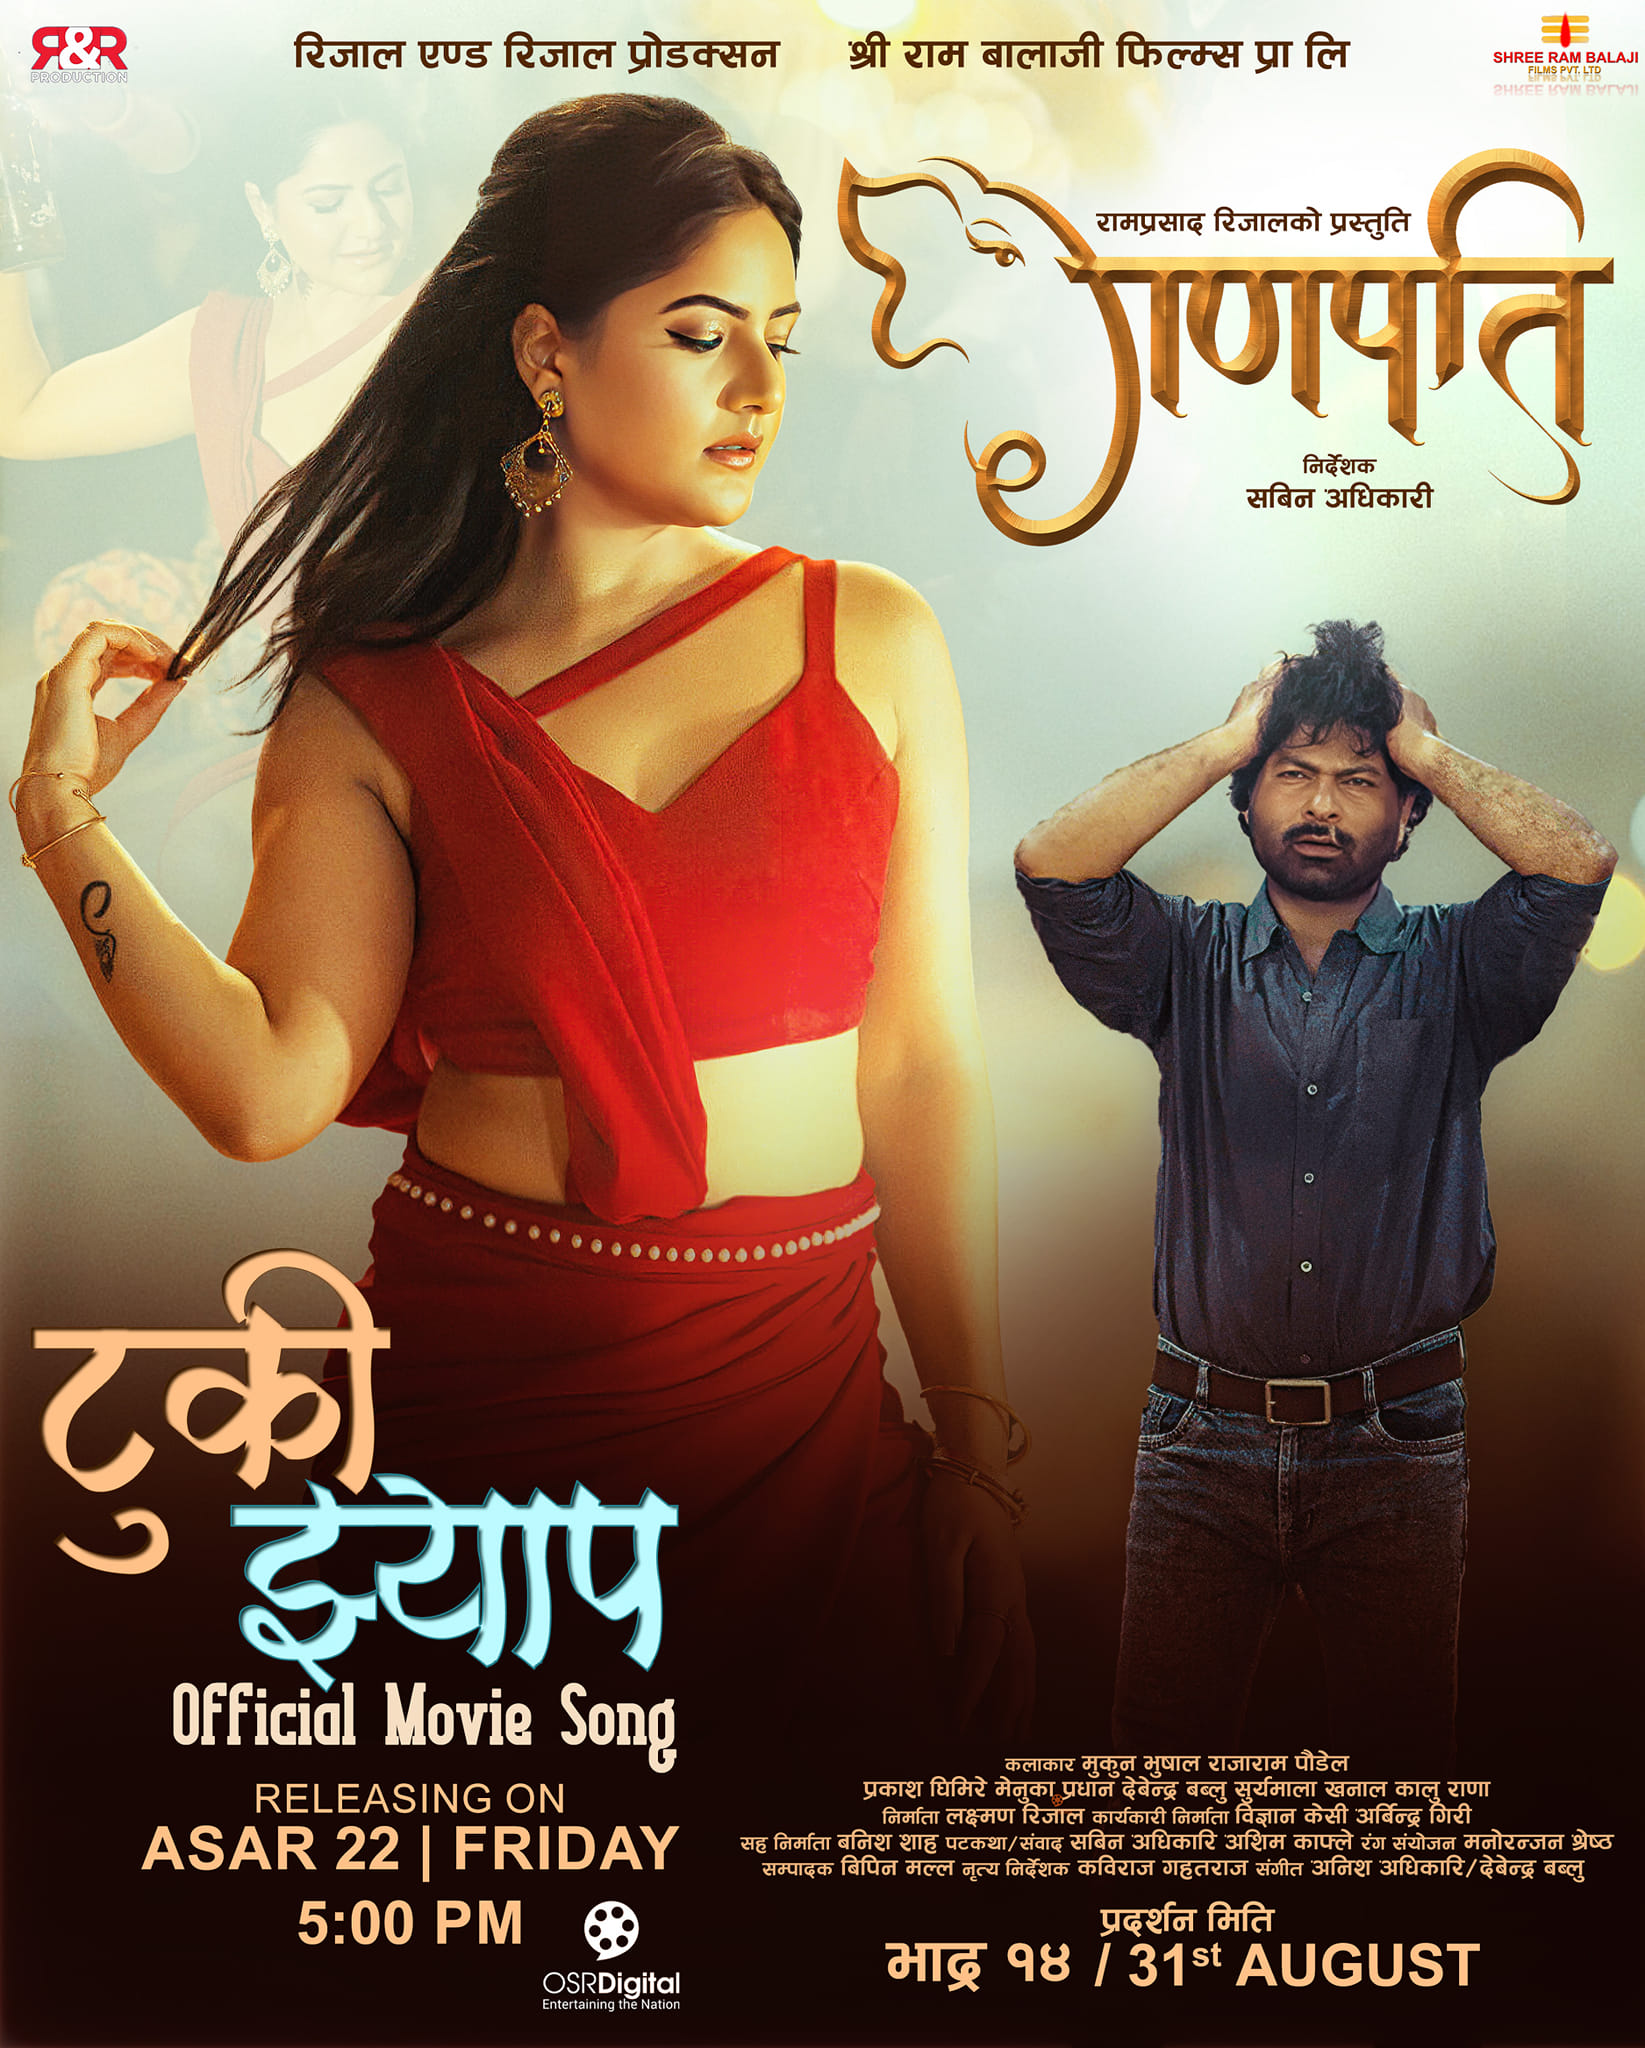 R&R
PRODUCTION
रिजाल एण्ड रिजाल प्रोडक्सन
श्री राम बालाजी फिल्म्स प्रा लि
SHREE RAM BALAJI
FILMS PVT. LTD
रामप्रसाद रिजालको प्रस्तुति
गणपति
निर्देशक
सबिन अधिकारी
टुकी
झ्याप
Official Movie Song
RELEASING ON
ASAR 22 | FRIDAY
5:00 PM
OSRDigital
Entertaining the Nation
कलाकार मुकुन भुषाल राजाराम पौडेल
प्रकाश घिमिरे मेनुका प्रधान देबेन्द्र बब्लु सुर्यमाला खनाल कालु राणा
निर्माता लक्ष्मण रिजाल कार्यकारी निर्माता विज्ञान केसी अर्बिन्द्र गिरी
सह निर्माता बनिश शाह पटकथा/संवाद सबिन अधिकारि अशिम काफ्ले रंग संयोजन मनोरन्जन श्रेष्ठ
सम्पादक बिपिन मल्ल नृत्य निर्देशक कविराज गहतराज संगीत अनिश अधिकारि/देबेन्द्र बब्लु
प्रदर्शन मिति
भाद्र १४ / 31st AUGUST